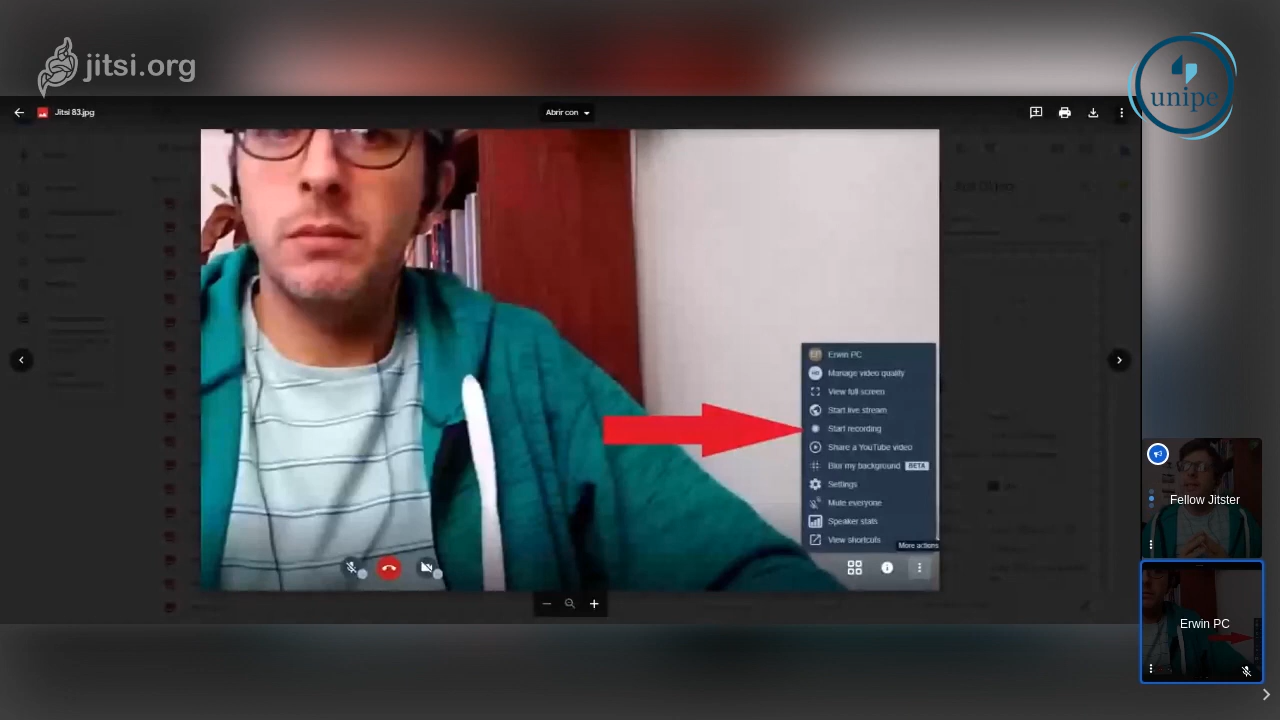 jitsi.org
unipe
Jitsi 83.jpg
Abrir con
Erwin PC
HD
Manage video quality
View full screen
Start live stream
Start recording
Share a YouTube video
Blur my background BETA
Settings
Mute everyone
Speaker stats
View shortcuts
More actions
Fellow Jitster
Erwin PC